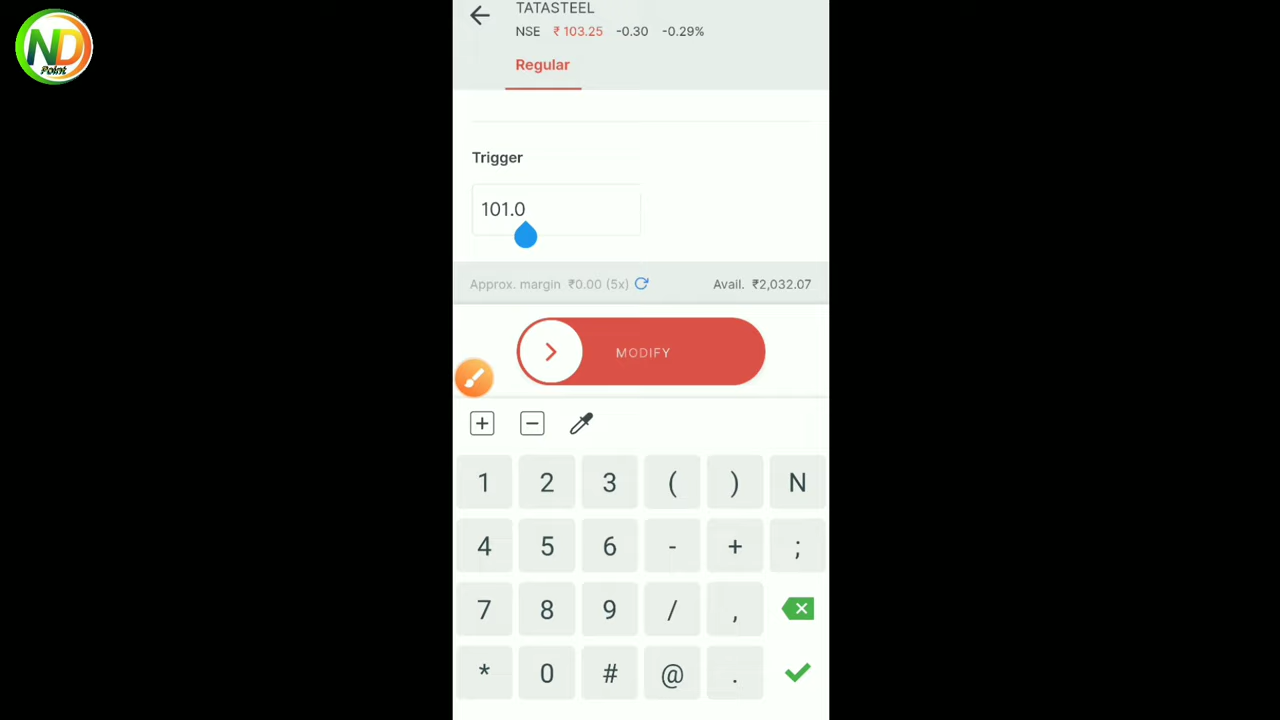 ND
Point
TATASTEEL
NSE ₹ 103.25 -0.30 -0.29%
Regular
Trigger
101.0
Approx. margin ₹0.00 (5x) Avail. ₹2,032.07
MODIFY
1 2 3 ( ) N
4 5 6 - + ;
7 8 9 / ,
* 0 # @ .